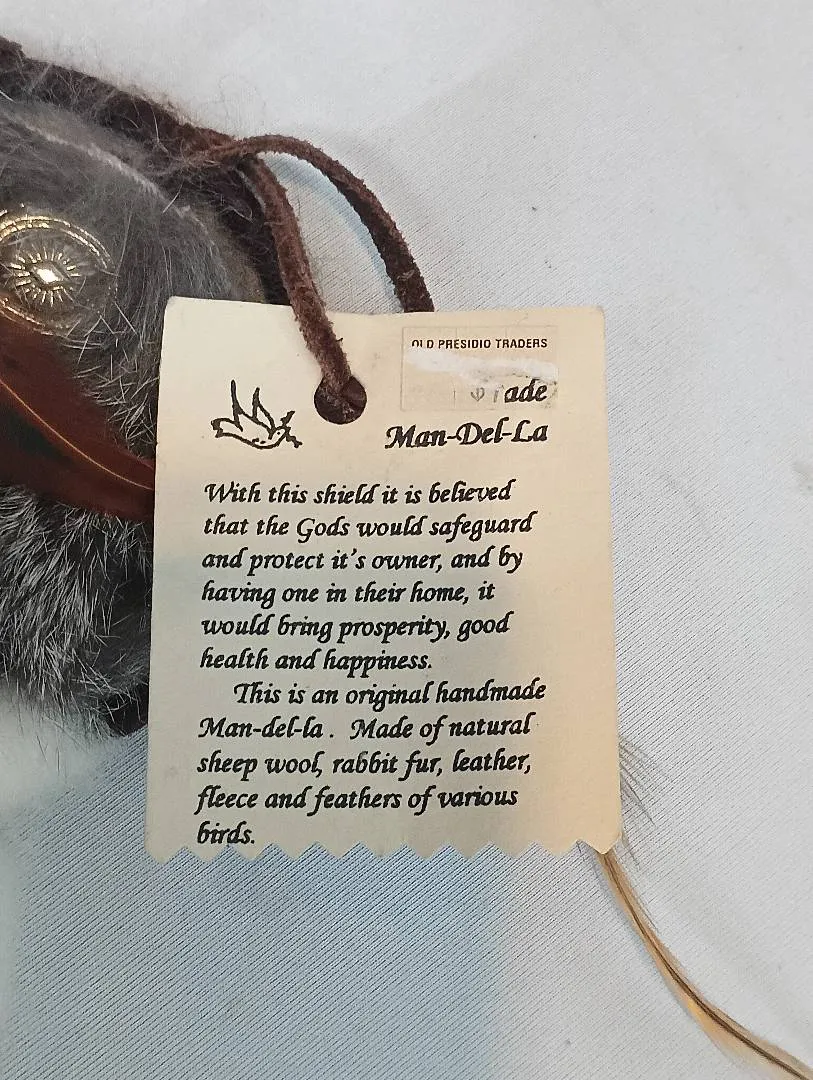 OLD PRESIDIO TRADERS
Man-Del-La
With this shield it is believed
that the Gods would safeguard
and protect it's owner, and by
having one in their home, it
would bring prosperity, good
health and happiness.
This is an original handmade
Man-del-la. Made of natural
sheep wool, rabbit fur, leather,
fleece and feathers of various
birds.